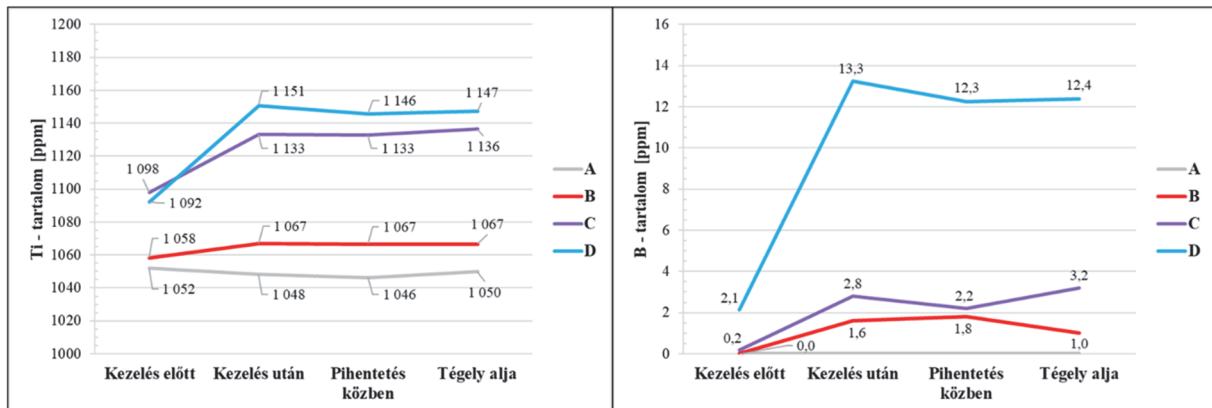 Ti - tartalom [ppm]
1200
1180
1160
1140
1120
1100
1080
1060
1040
1020
1000
1 098
1 092
1 058
1 052
1 151
1 133
1 067
1 048
1 146
1 133
1 067
1 046
1 147
1 136
1 067
1 050
Kezelés előtt
Kezelés után
Pihentetés
közben
Tégely alja
A
B
C
D
B - tartalom [ppm]
16
14
12
10
8
6
4
2
0
2,1
0,2
0,0
13,3
2,8
1,6
12,3
2,2
1,8
12,4
3,2
1,0
Kezelés előtt
Kezelés után
Pihentetés
közben
Tégely alja
A
B
C
D